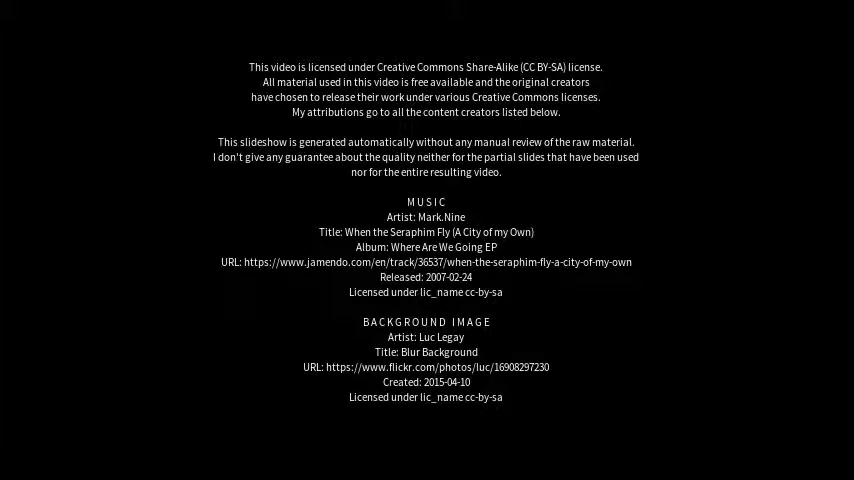 This video is licensed under Creative Commons Share-Alike (CC BY-SA) license.
All material used in this video is free available and the original creators
have chosen to release their work under various Creative Commons licenses.
My attributions go to all the content creators listed below.
This slideshow is generated automatically without any manual review of the raw material.
I don't give any guarantee about the quality neither for the partial slides that have been used
nor for the entire resulting video.
M U S I C
Artist: Mark.Nine
Title: When the Seraphim Fly (A City of my Own)
Album: Where Are We Going EP
URL: https://www.jamendo.com/en/track/36537/when-the-seraphim-fly-a-city-of-my-own
Released: 2007-02-24
Licensed under lic_name cc-by-sa
B A C K G R O U N D   I M A G E
Artist: Luc Legay
Title: Blur Background
URL: https://www.flickr.com/photos/luc/16908297230
Created: 2015-04-10
Licensed under lic_name cc-by-sa